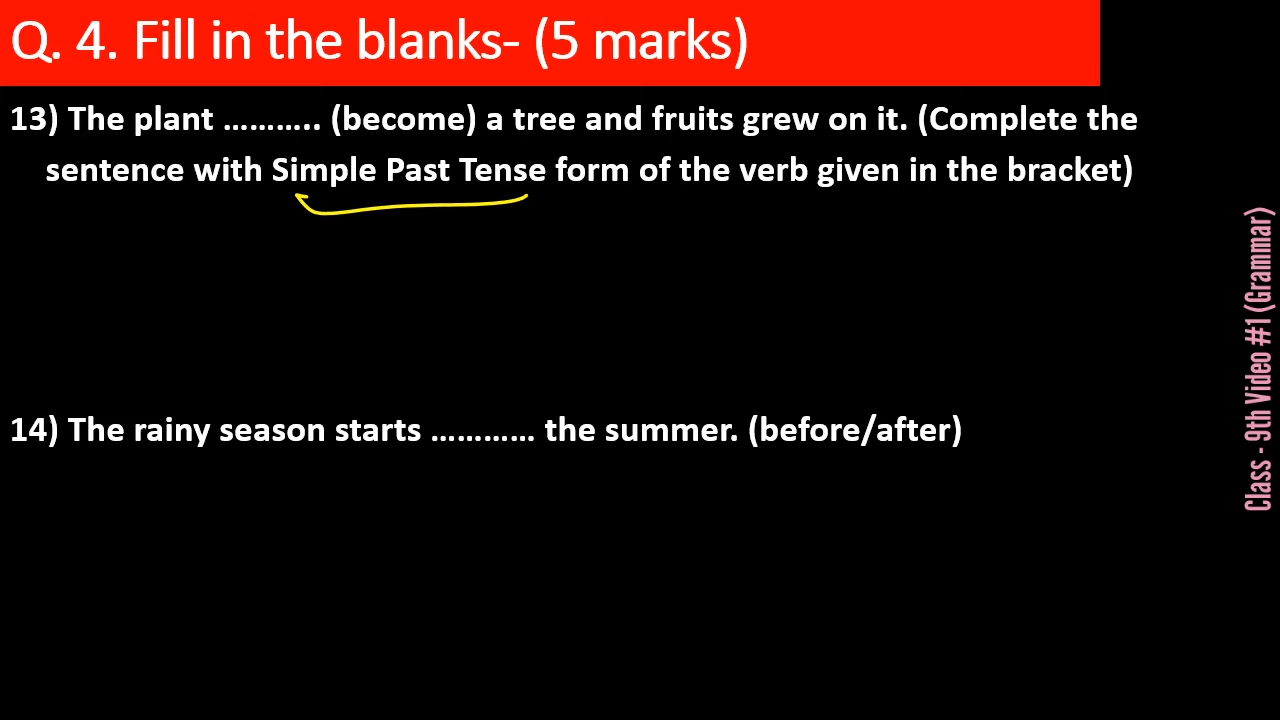 Q. 4. Fill in the blanks- (5 marks)
13) The plant ……….. (become) a tree and fruits grew on it. (Complete the
sentence with Simple Past Tense form of the verb given in the bracket)
14) The rainy season starts ………… the summer. (before/after)
Class - 9th Video #1 (Grammar)